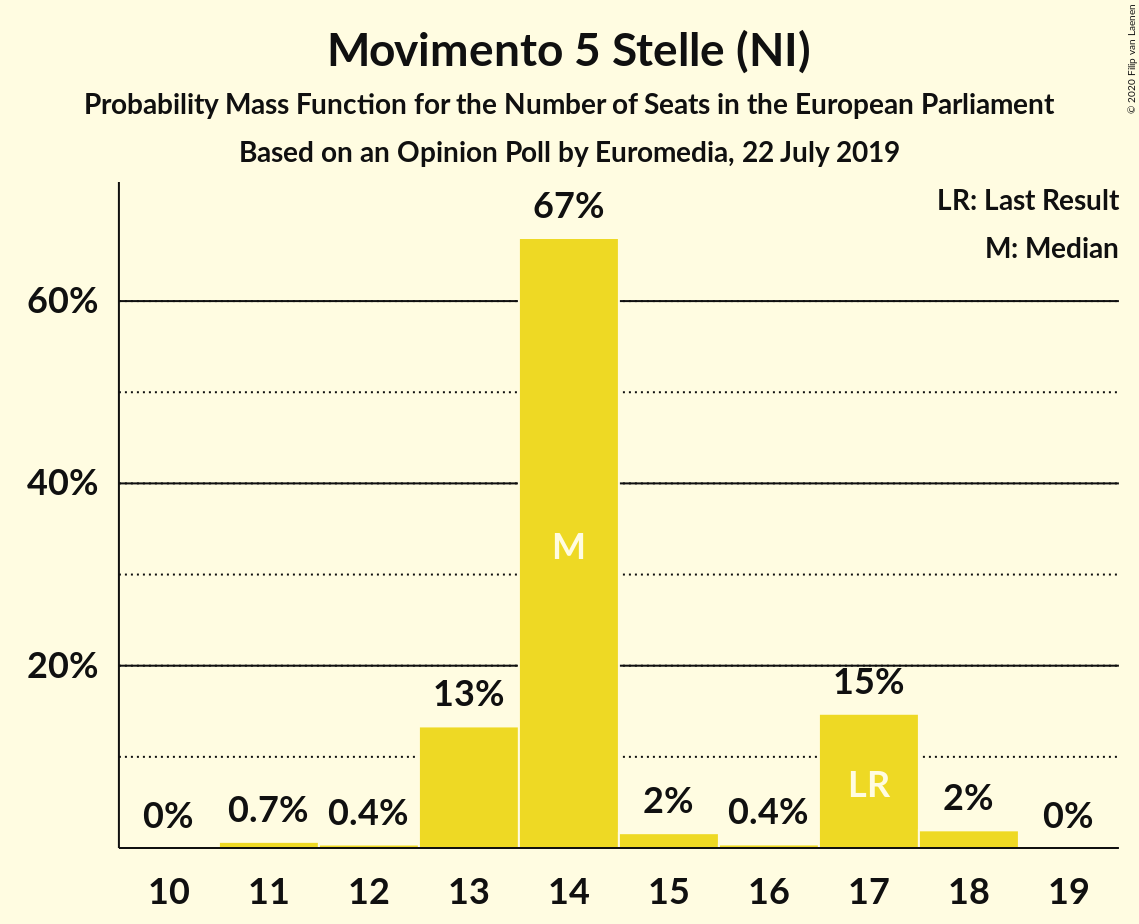 Movimento 5 Stelle (NI)
Probability Mass Function for the Number of Seats in the European Parliament
Based on an Opinion Poll by Euromedia, 22 July 2019
© 2020 Filip van Laenen
LR: Last Result
M: Median
60%
40%
20%
0%
0.7%
0.4%
13%
67%
M
2%
0.4%
15%
LR
2%
0%
10 11 12 13 14 15 16 17 18 19